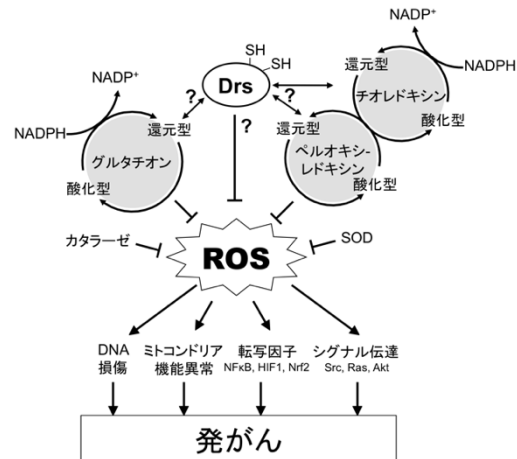 SH
SH
Drs
NADP⁺
NADPH
還元型
グルタチオン
酸化型
?
?
?
NADP⁺
NADPH
還元型
チオレドキシン
酸化型
還元型
ペルオキシ-
レドキシン
酸化型
カタラーゼ
ROS
SOD
DNA
損傷
ミトコンドリア
機能異常
転写因子
NFκB, HIF1, Nrf2
シグナル伝達
Src, Ras, Akt
発がん